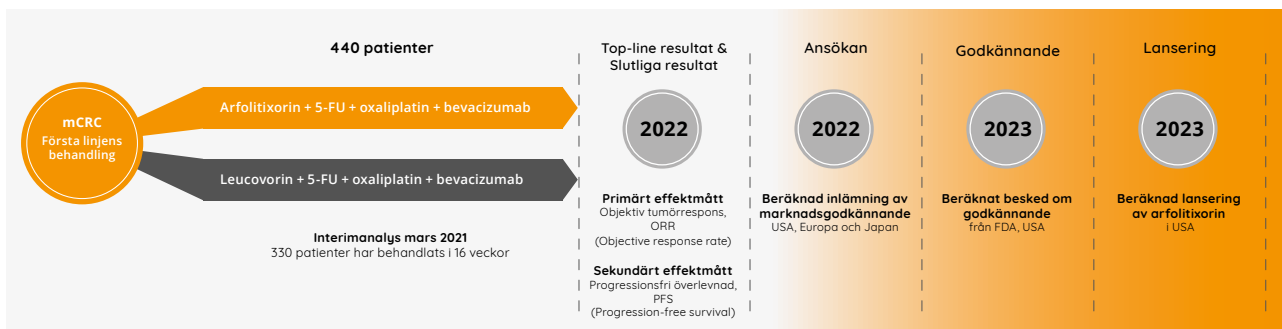 440 patienter
mCRC
Första linjens
behandling
Arfolitixorin + 5-FU + oxaliplatin + bevacizumab
Leucovorin + 5-FU + oxaliplatin + bevacizumab
Interimanalys mars 2021
330 patienter har behandlats i 16 veckor
Top-line resultat &
Slutliga resultat
2022
Primärt effektmått
Objektiv tumörrespons,
ORR
(Objective response rate)
Sekundärt effektmått
Progressionsfri överlevnad,
PFS
(Progression-free survival)
Ansökan
2022
Beräknad inlämning av
marknadsgodkännande
USA, Europa och Japan
Godkännande
2023
Beräknat besked om
godkännande
från FDA, USA
Lansering
2023
Beräknad lansering
av arfolitixorin
i USA